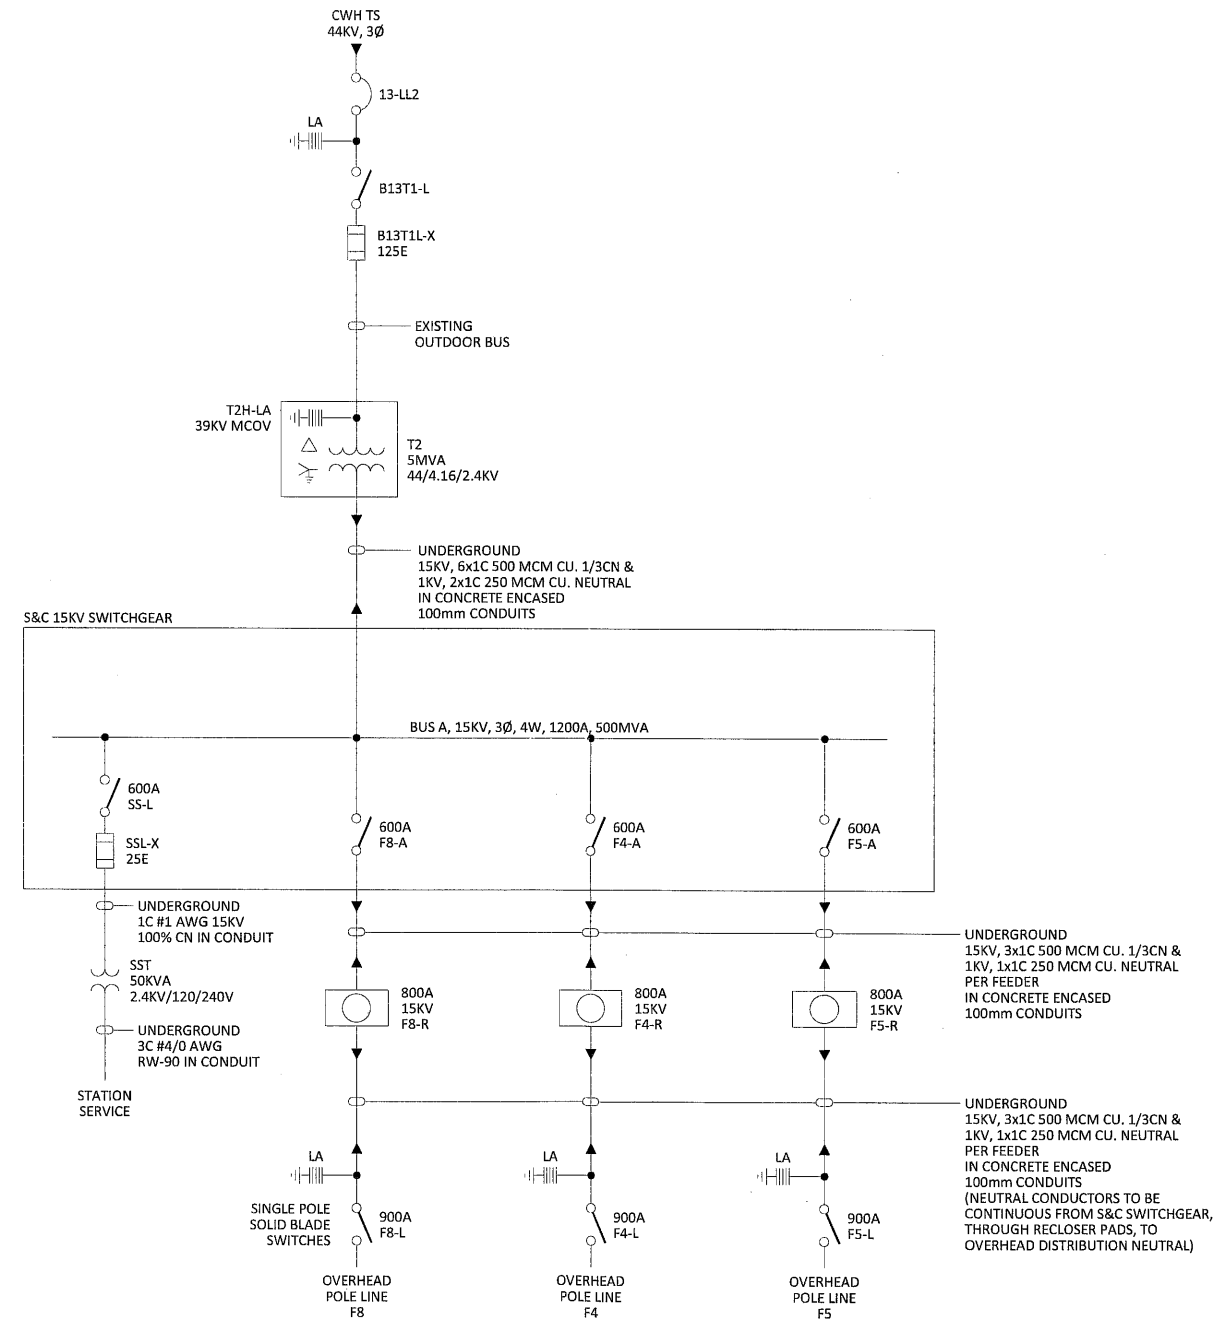 CWH TS
44KV, 3Ø
13-LL2
LA
B13T1-L
B13T1L-X
125E
EXISTING
OUTDOOR BUS
T2H-LA
39KV MCOV
T2
5MVA
44/4.16/2.4KV
UNDERGROUND
15KV, 6x1C 500 MCM CU. 1/3CN &
1KV, 2x1C 250 MCM CU. NEUTRAL
IN CONCRETE ENCASED
100mm CONDUITS
S&C 15KV SWITCHGEAR
BUS A, 15KV, 3Ø, 4W, 1200A, 500MVA
600A
SS-L
SSL-X
25E
600A
F8-A
600A
F4-A
600A
F5-A
UNDERGROUND
1C #1 AWG 15KV
100% CN IN CONDUIT
SST
50KVA
2.4KV/120/240V
UNDERGROUND
3C #4/0 AWG
RW-90 IN CONDUIT
STATION
SERVICE
UNDERGROUND
15KV, 3x1C 500 MCM CU. 1/3CN &
1KV, 1x1C 250 MCM CU. NEUTRAL
PER FEEDER
IN CONCRETE ENCASED
100mm CONDUITS
800A
15KV
F8-R
800A
15KV
F4-R
800A
15KV
F5-R
UNDERGROUND
15KV, 3x1C 500 MCM CU. 1/3CN &
1KV, 1x1C 250 MCM CU. NEUTRAL
PER FEEDER
IN CONCRETE ENCASED
100mm CONDUITS
(NEUTRAL CONDUCTORS TO BE
CONTINUOUS FROM S&C SWITCHGEAR,
THROUGH RECLOSER PADS, TO
OVERHEAD DISTRIBUTION NEUTRAL)
LA
LA
LA
SINGLE POLE
SOLID BLADE
SWITCHES
900A
F8-L
900A
F4-L
900A
F5-L
OVERHEAD
POLE LINE
F8
OVERHEAD
POLE LINE
F4
OVERHEAD
POLE LINE
F5